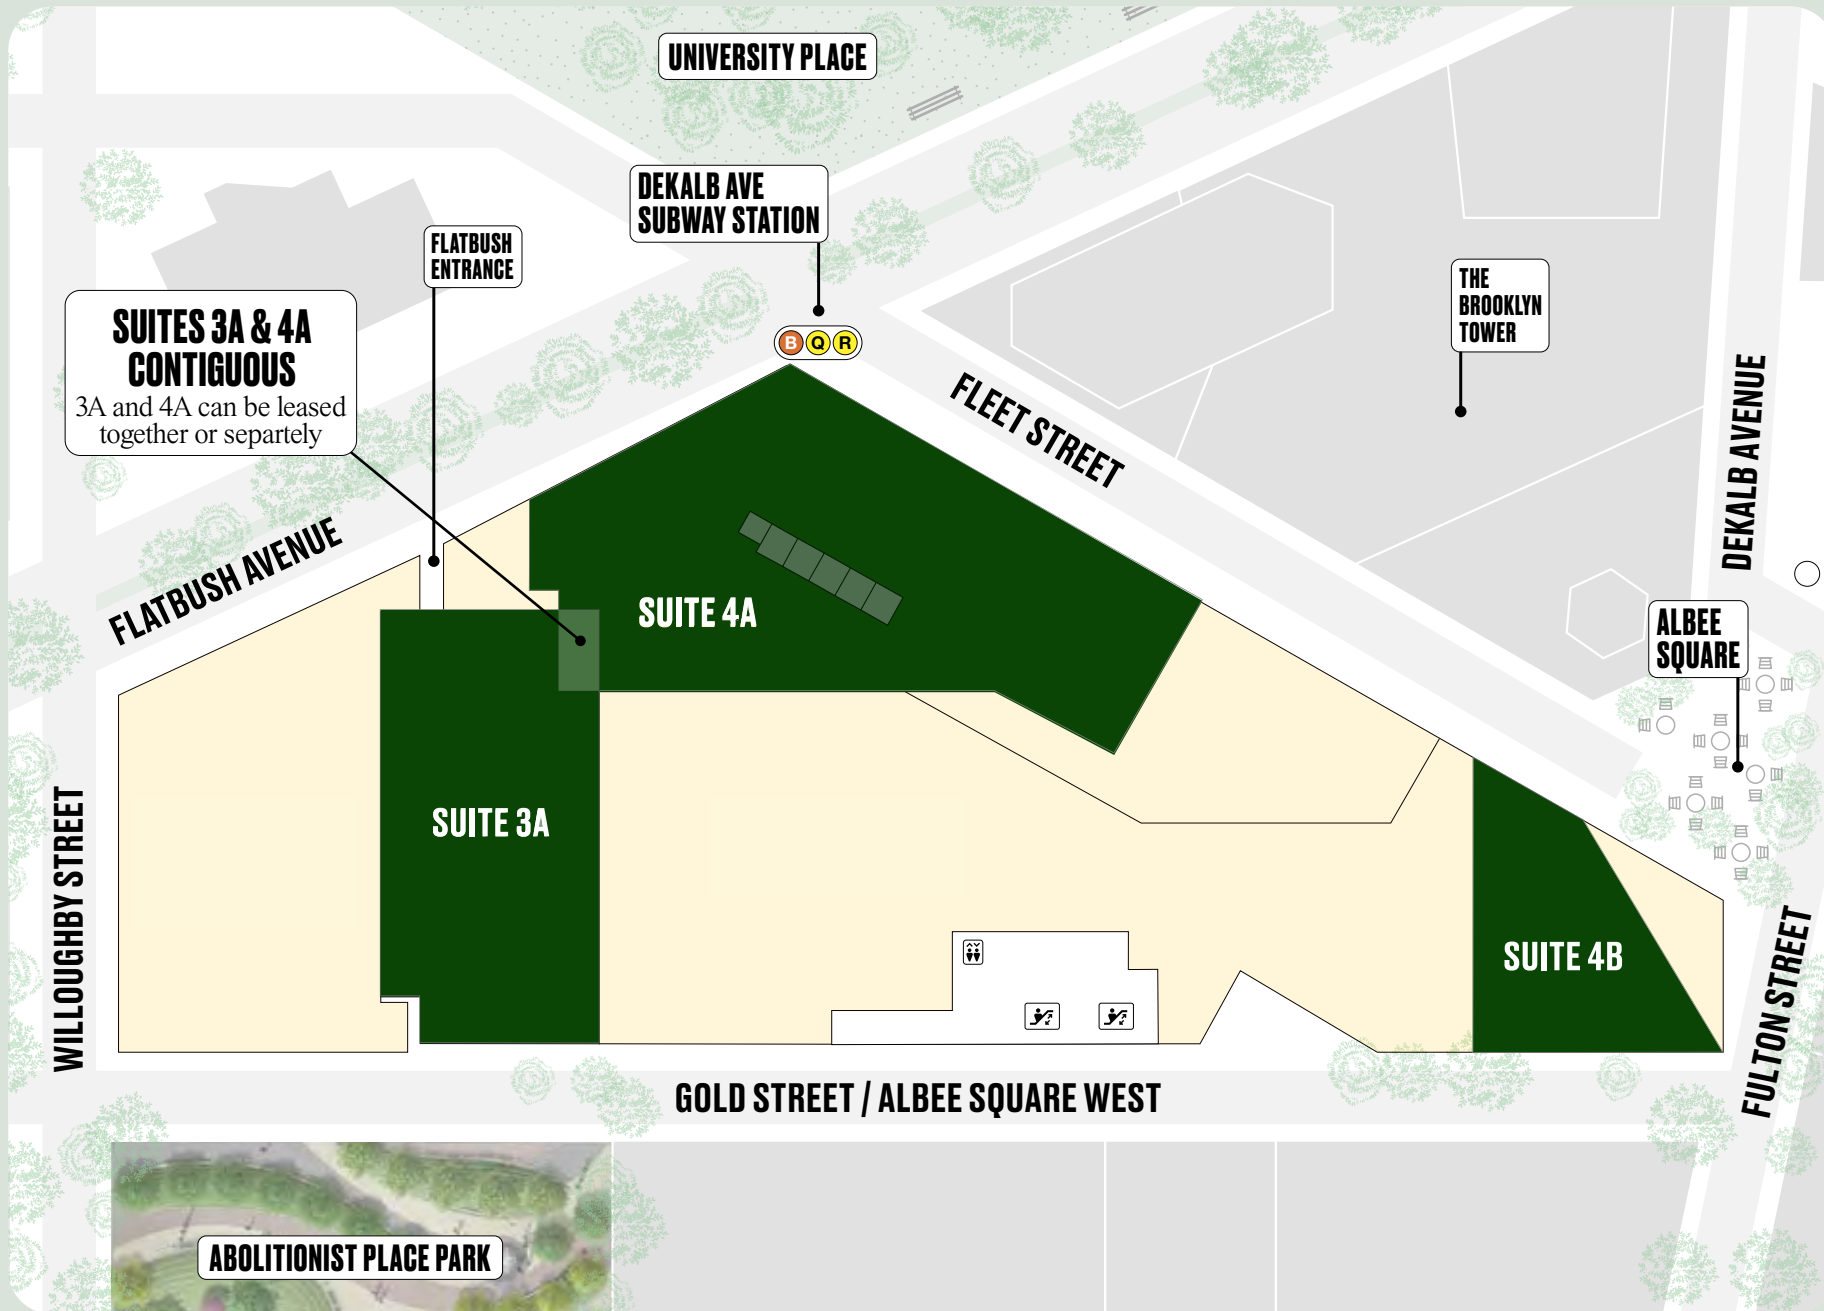 UNIVERSITY PLACE
DEKALB AVE
SUBWAY STATION
FLATBUSH
ENTRANCE
THE
BROOKLYN
TOWER
SUITES 3A & 4A
CONTIGUOUS
3A and 4A can be leased
together or separtely
B Q R
FLEET STREET
DEKALB AVENUE
FLATBUSH AVENUE
SUITE 4A
ALBEE
SQUARE
SUITE 3A
WILLOUGHBY STREET
SUITE 4B
FULTON STREET
GOLD STREET / ALBEE SQUARE WEST
ABOLITIONIST PLACE PARK